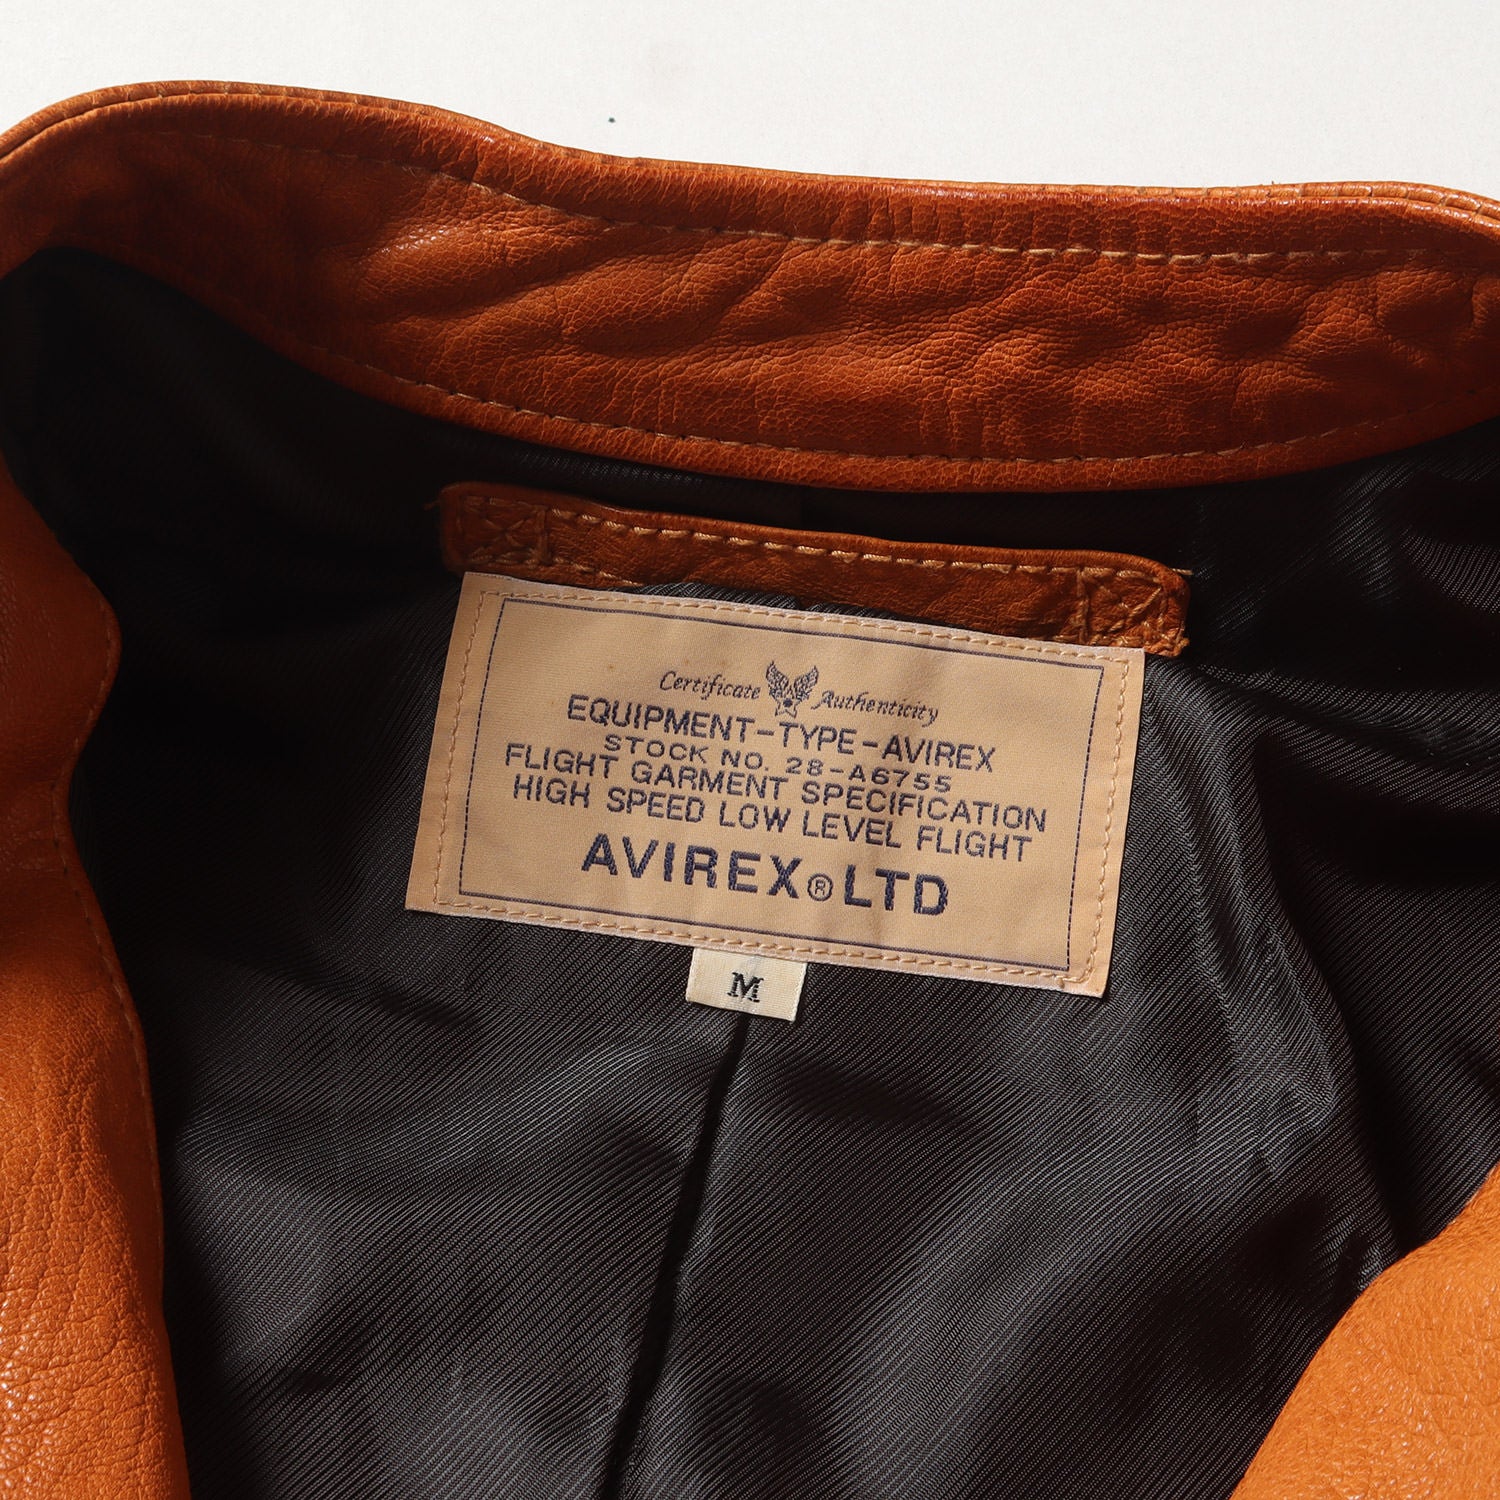 Certificate Authenticity
EQUIPMENT-TYPE-AVIREX
STOCK NO. 28-A6755
FLIGHT GARMENT SPECIFICATION
HIGH SPEED LOW LEVEL FLIGHT
AVIREX®LTD
M